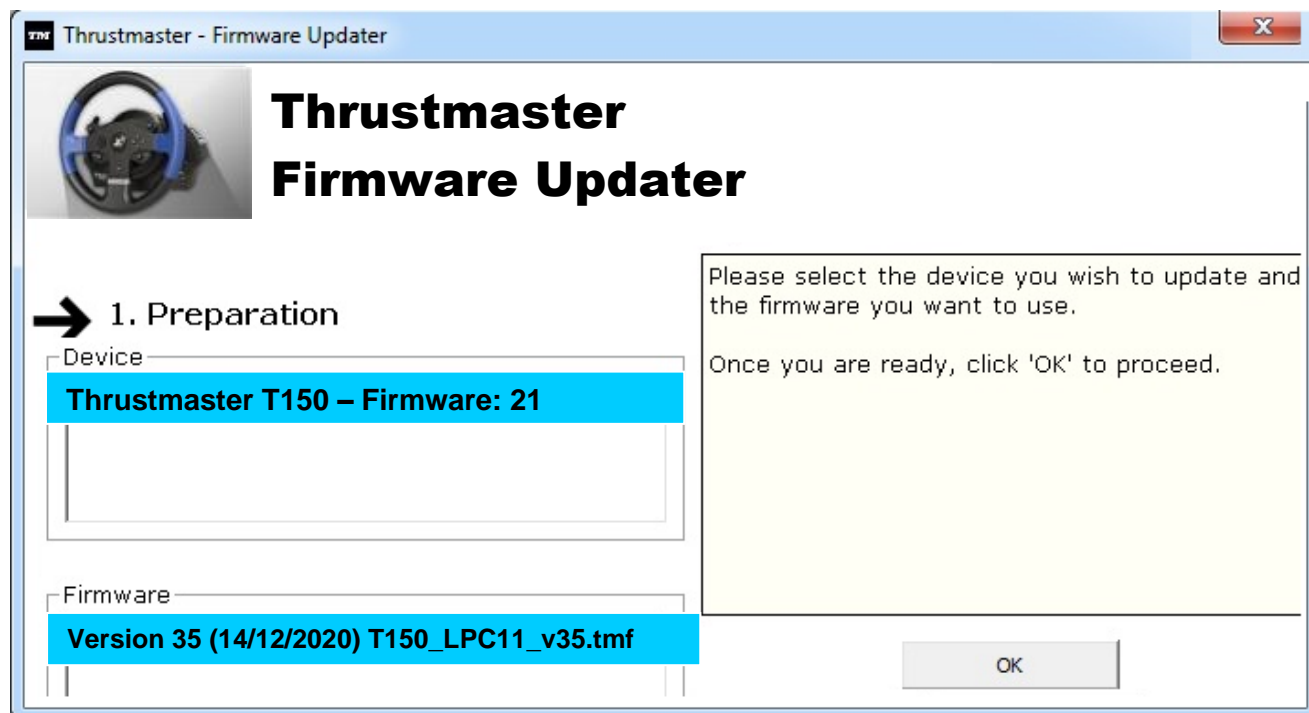 Thrustmaster - Firmware Updater
Thrustmaster
Firmware Updater
1. Preparation
Device
Thrustmaster T150 – Firmware: 21
Firmware
Version 35 (14/12/2020) T150_LPC11_v35.tmf
Please select the device you wish to update and
the firmware you want to use.
Once you are ready, click 'OK' to proceed.
OK